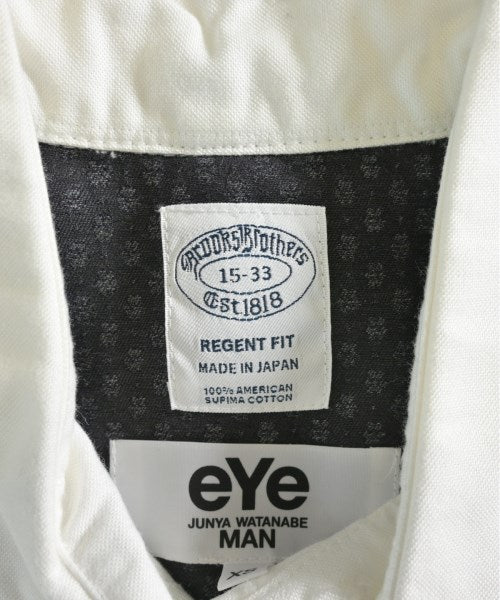 Brooks Brothers
15-33
Est. 1818
REGENT FIT
MADE IN JAPAN
100% AMERICAN
SUPIMA COTTON
eYe
JUNYA WATANABE
MAN
XS